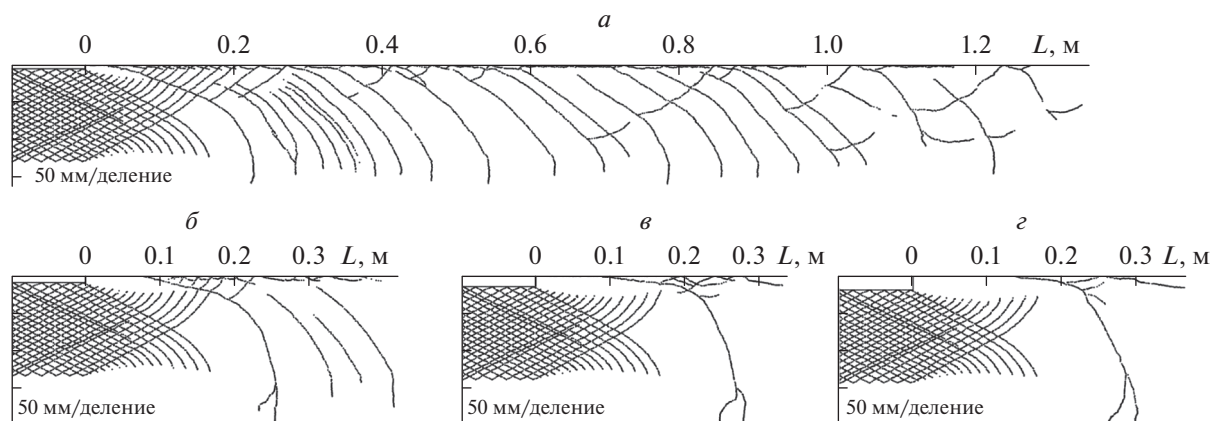 а
0 0.2 0.4 0.6 0.8 1.0 1.2 L, м
50 мм/деление
б в г
0 0.1 0.2 0.3 L, м 0 0.1 0.2 0.3 L, м 0 0.1 0.2 0.3 L, м
50 мм/деление 50 мм/деление 50 мм/деление